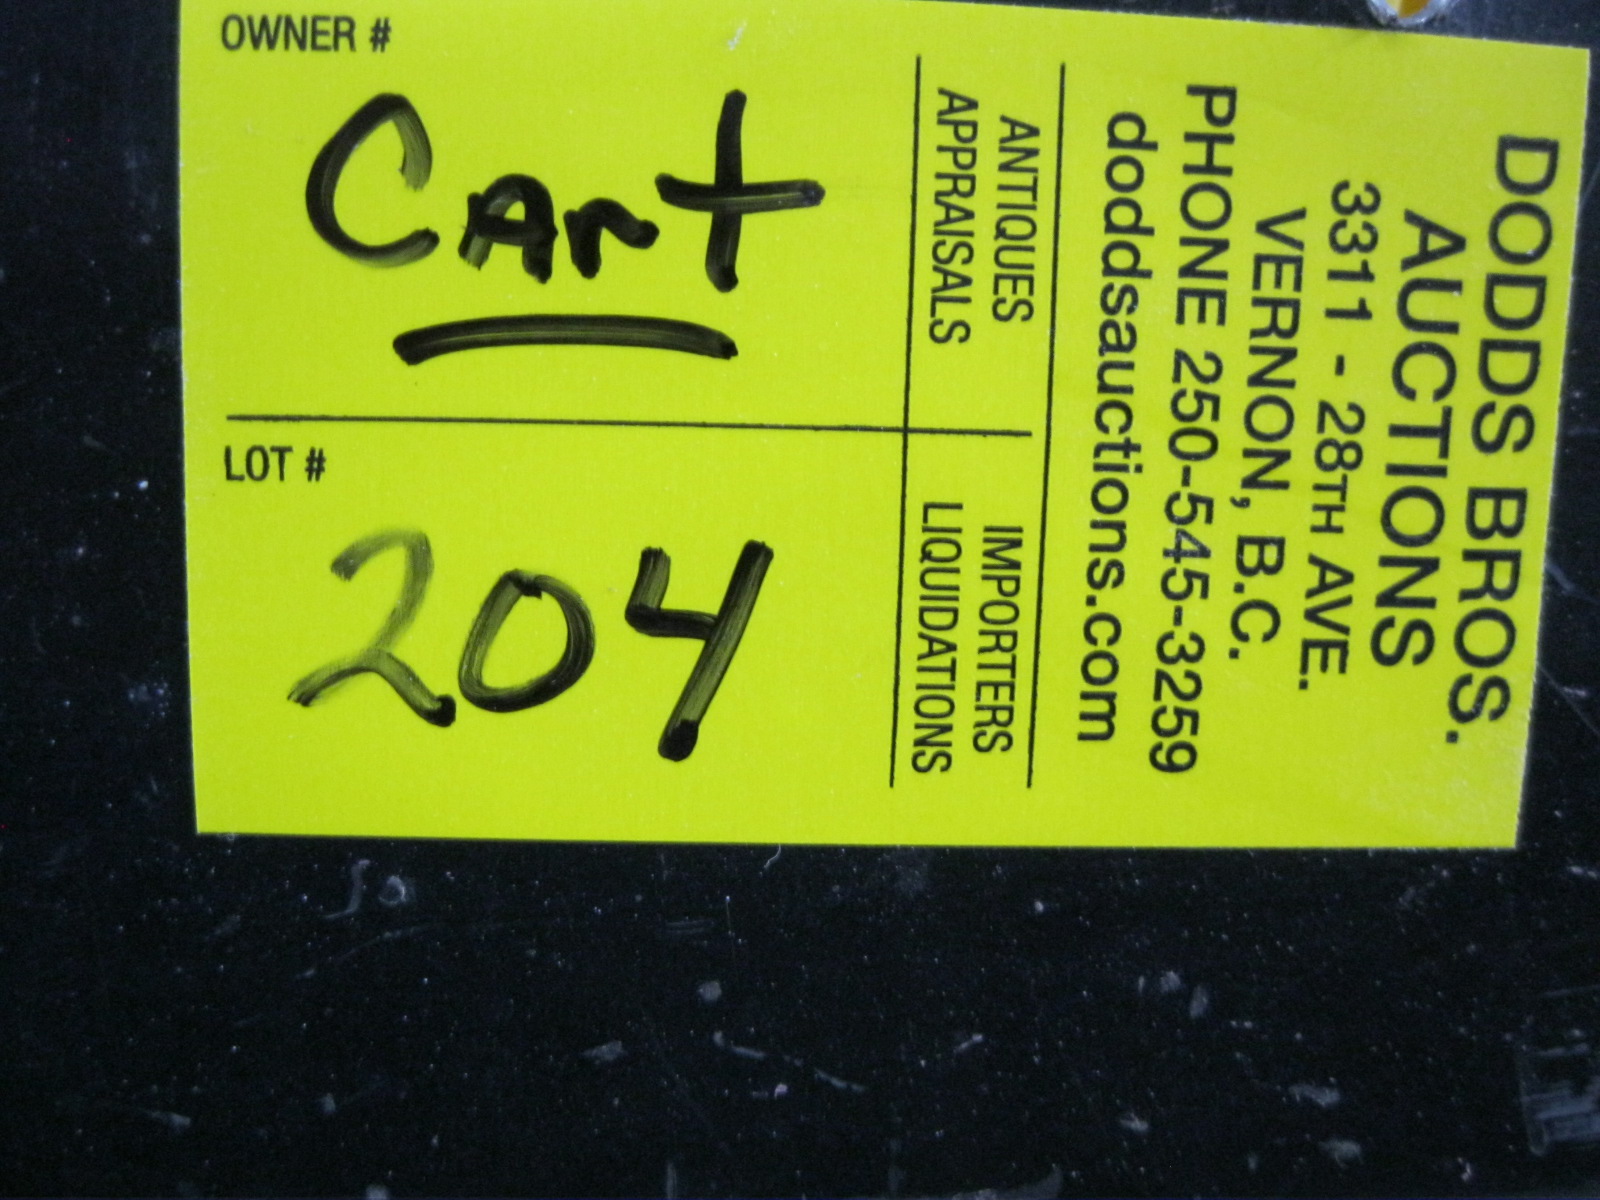 DODDS BROS.
AUCTIONS
3311 - 28TH AVE.
VERNON, B.C.
PHONE 250-545-3259
doddsauctions.com
ANTIQUES
APPRAISALS
IMPORTERS
LIQUIDATIONS
OWNER #
CArt
LOT #
204